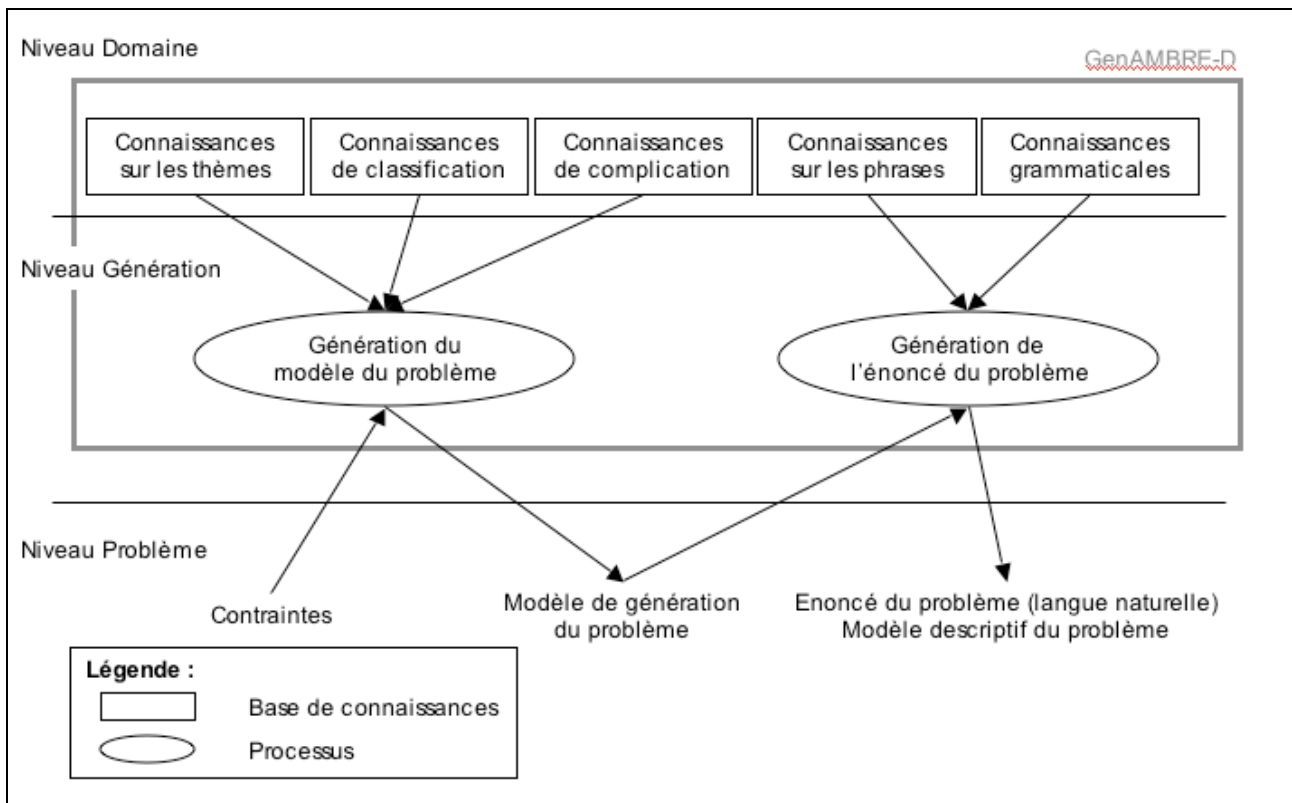 Niveau Domaine
GenAMBRE-D
Connaissances
sur les thèmes
Connaissances
de classification
Connaissances
de complication
Connaissances
sur les phrases
Connaissances
grammaticales
Niveau Génération
Génération du
modèle du problème
Génération de
l'énoncé du problème
Niveau Problème
Contraintes
Modèle de génération
du problème
Enoncé du problème (langue naturelle)
Modèle descriptif du problème
Légende :
Base de connaissances
Processus